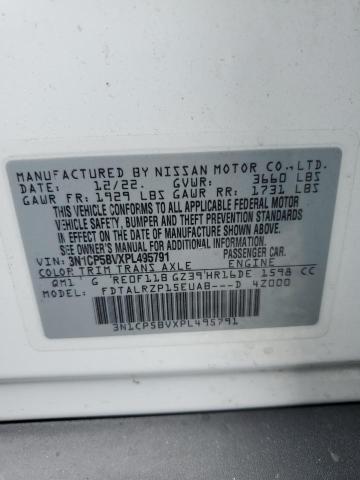 MANUFACTURED BY NISSAN MOTOR CO., LTD.
DATE: 12/22. GVWR: 3660 LBS
GAWR FR: 1929 LBS GAWR RR: 1731 LBS
THIS VEHICLE CONFORMS TO ALL APPLICABLE
FEDERAL MOTOR VEHICLE SAFETY, BUMPER AND
THEFT PREVENTION STANDARDS IN EFFECT ON THE
DATE OF MANUFACTURE SHOWN ABOVE.
SEE OWNER'S MANUAL FOR ADDITIONAL INFORMATION
VIN: 3N1CP5BVXPL495791 PASSENGER CAR.
COLOR TRIM TRANS AXLE ENGINE
QM1 G RE0F11B GZ39 HR16DE 1598 CC
FDTALRZP15EUAB---D 4Z000
3N1CP5BVXPL495791